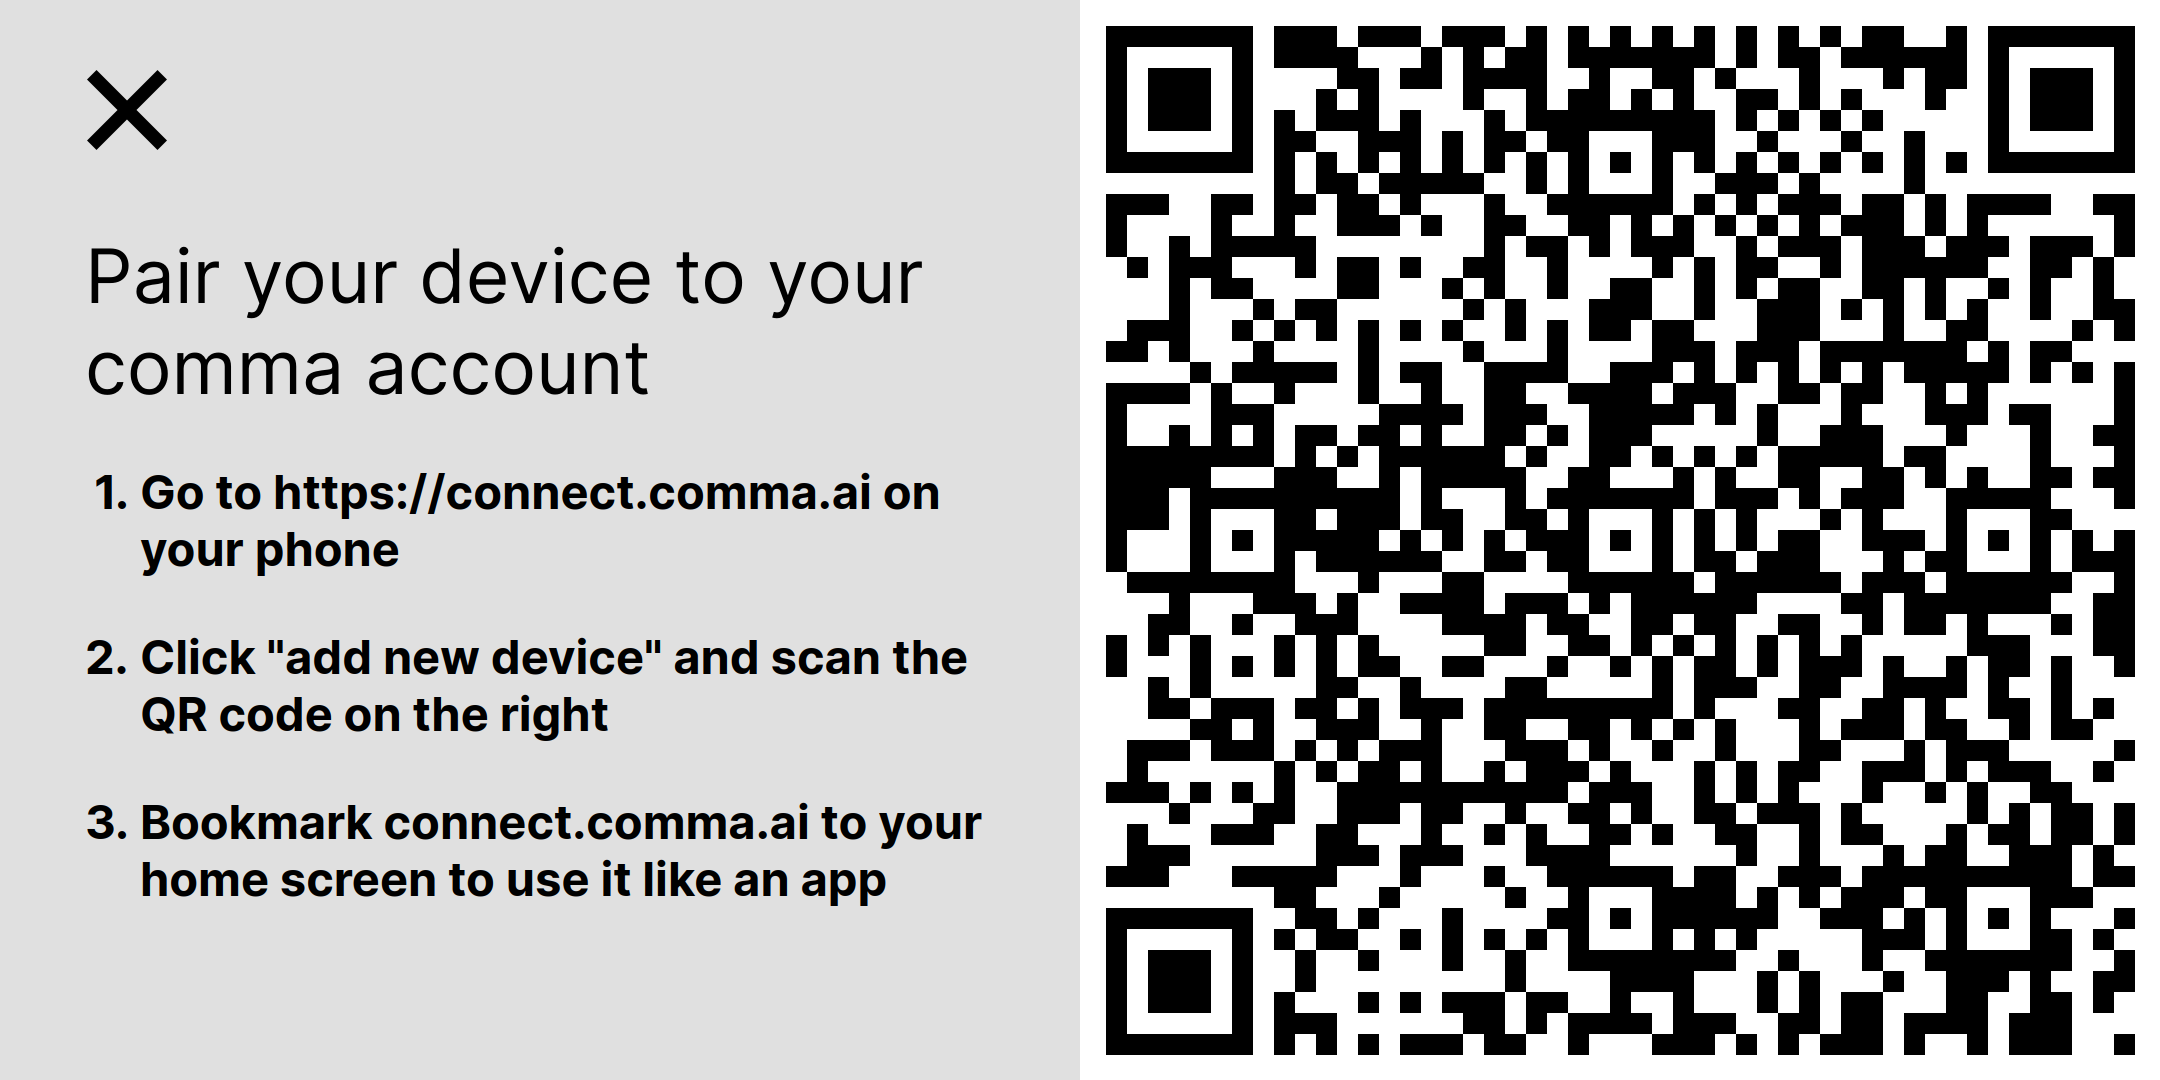 Pair your device to your
comma account
1. Go to https://connect.comma.ai on
your phone
2. Click "add new device" and scan the
QR code on the right
3. Bookmark connect.comma.ai to your
home screen to use it like an app